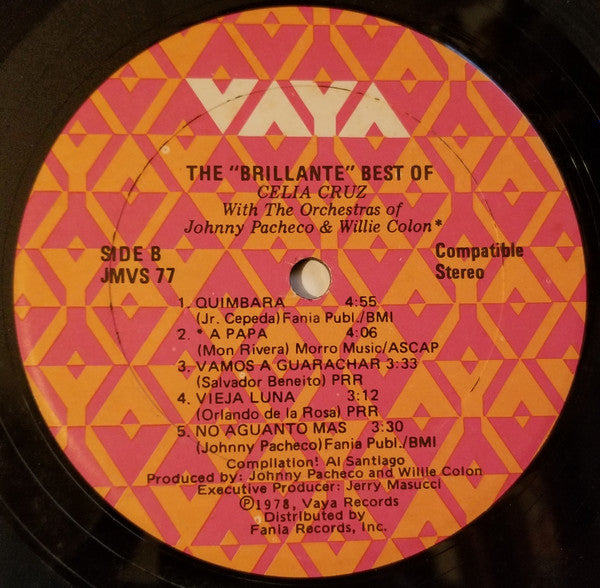 VAYA
THE "BRILLANTE" BEST OF
CELIA CRUZ
With The Orchestras of
Johnny Pacheco & Willie Colon*
SIDE B
JMVS 77
Compatible
Stereo
1. QUIMBARA 4:55
(Jr. Cepeda) Fania Publ./BMI
2. * A PAPA 4:06
(Mon Rivera) Morro Music/ASCAP
3. VAMOS A GUARACHAR 3:33
(Salvador Beneito) PRR
4. VIEJA LUNA 3:12
(Orlando de la Rosa) PRR
5. NO AGUANTO MAS 3:30
(Johnny Pacheco) Fania Publ./BMI
Compilation: Al Santiago
Produced by: Johnny Pacheco and Willie Colon
Executive Producer: Jerry Masucci
Ⓟ1978, Vaya Records
Distributed by
Fania Records, Inc.